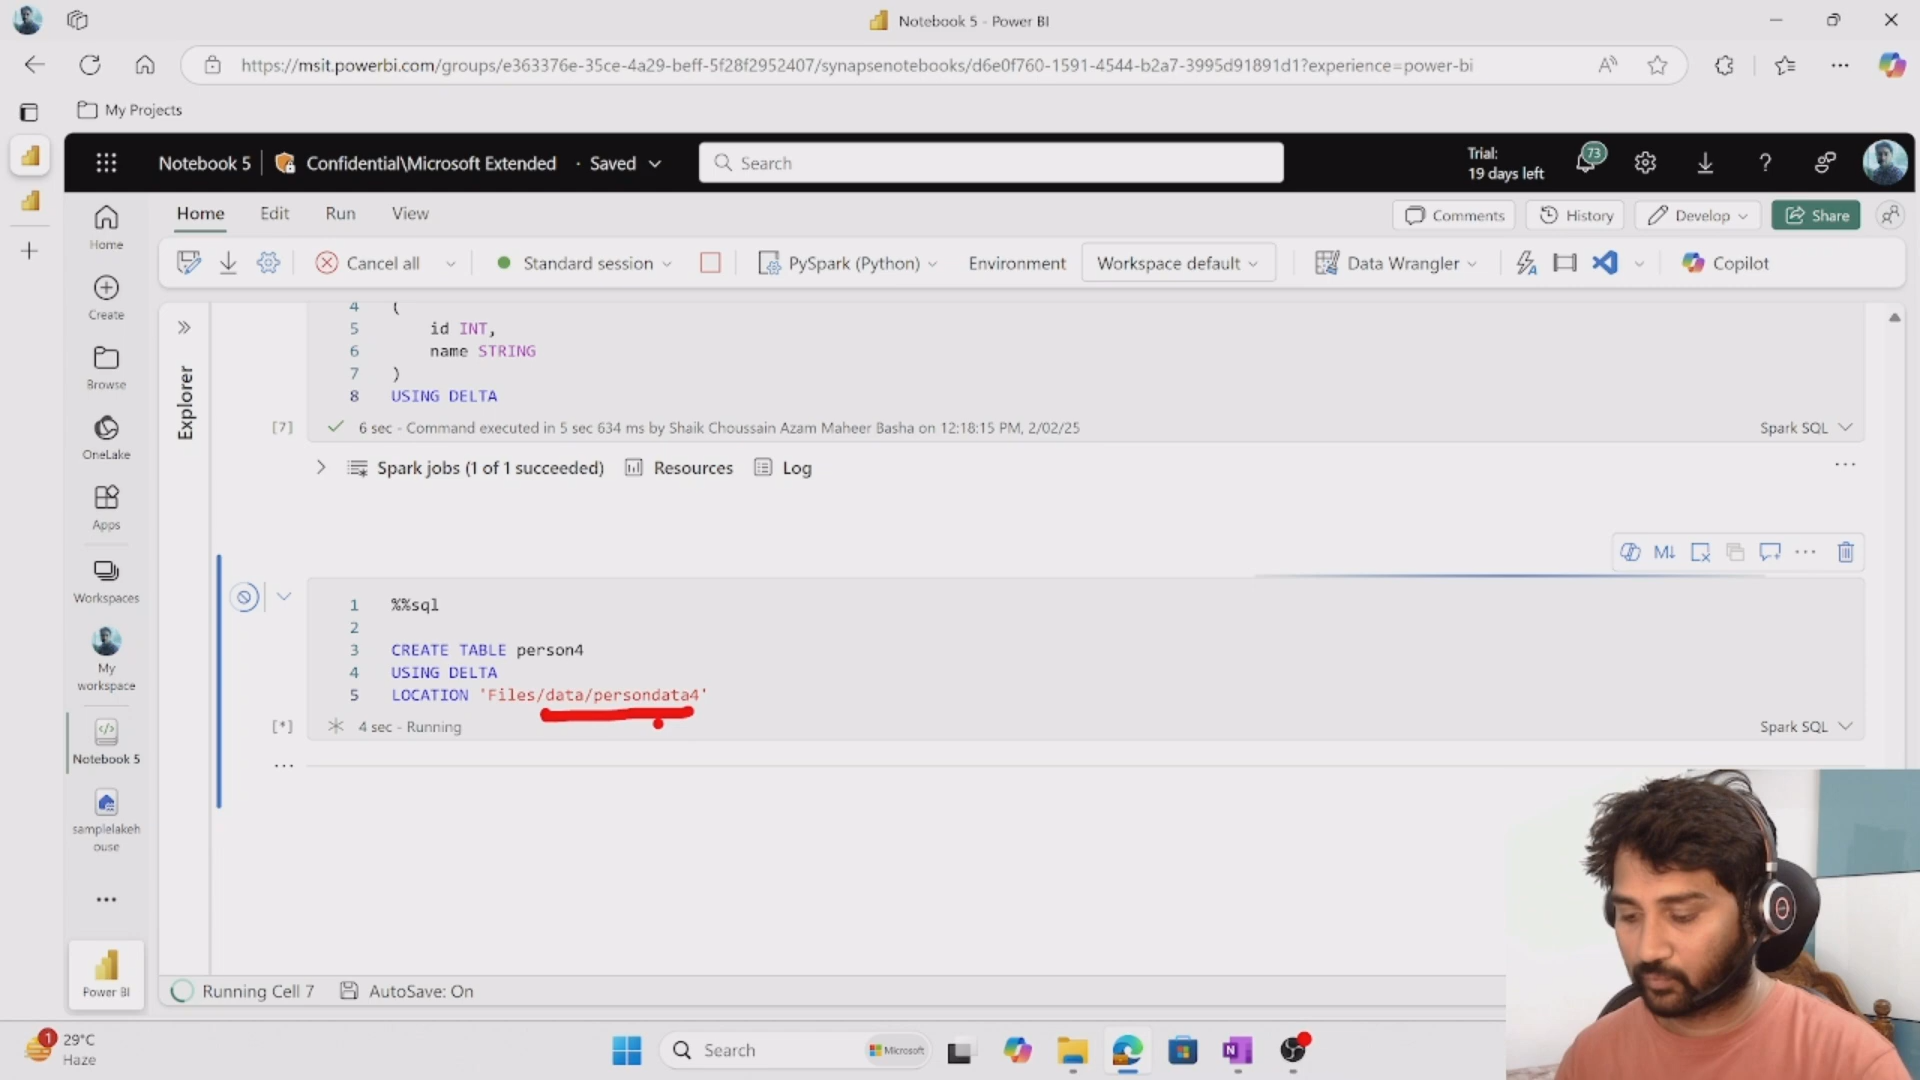 Notebook 5 - Power BI
https://msit.powerbi.com/groups/e363376e-35ce-4a29-beff-5f28f2952407/synapsenotebooks/d6e0f760-1591-4544-b2a7-3995d91891d1?experience=power-bi
My Projects
Notebook 5 Confidential\Microsoft Extended · Saved
Search
Trial:
19 days left
73
Home Edit Run View
Comments History Develop Share
Cancel all Standard session PySpark (Python) Environment Workspace default Data Wrangler Copilot
Home
Create
Browse
OneLake
Apps
Workspaces
My
workspace
Notebook 5
samplelakeh
ouse
Power BI
Explorer
4 (
5 id INT,
6 name STRING
7 )
8 USING DELTA
[7] 6 sec - Command executed in 5 sec 634 ms by Shaik Choussain Azam Maheer Basha on 12:18:15 PM, 2/02/25 Spark SQL
Spark jobs (1 of 1 succeeded) Resources Log
M↓
1 %%sql
2
3 CREATE TABLE person4
4 USING DELTA
5 LOCATION 'Files/data/persondata4'
[*] 4 sec - Running Spark SQL
Running Cell 7 AutoSave: On
1
29°C
Haze
Search
Microsoft